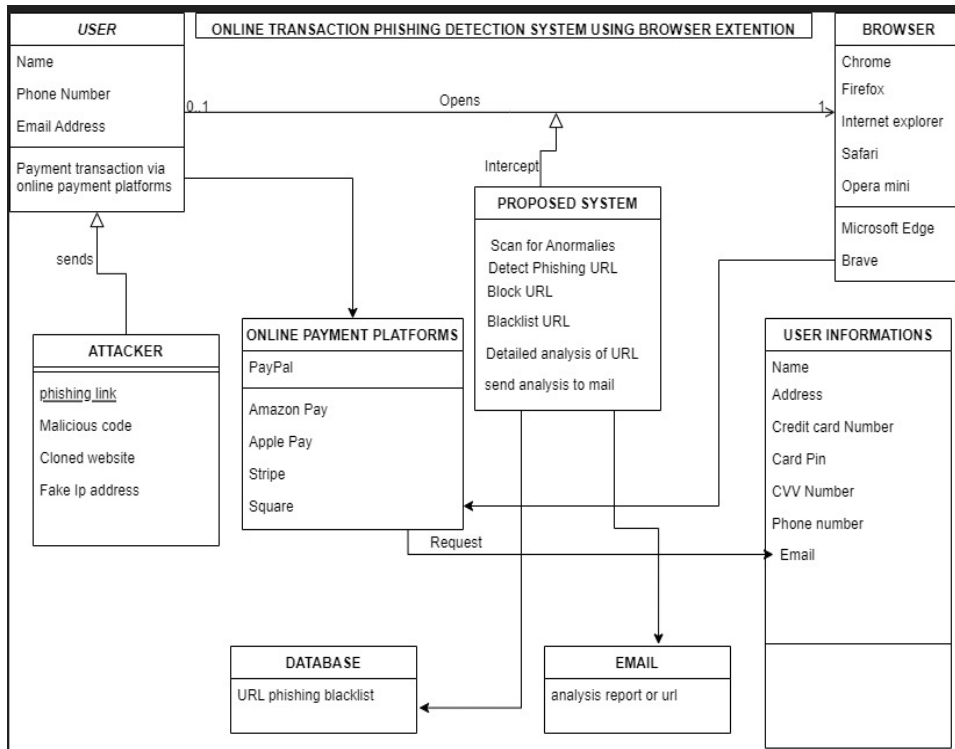 USER
ONLINE TRANSACTION PHISHING DETECTION SYSTEM USING BROWSER EXTENTION
BROWSER
Name
Phone Number
Email Address
Payment transaction via
online payment platforms
0..1
Opens
1
Chrome
Firefox
Internet explorer
Safari
Opera mini
Microsoft Edge
Brave
Intercept
PROPOSED SYSTEM
Scan for Anormalies
Detect Phishing URL
Block URL
Blacklist URL
Detailed analysis of URL
send analysis to mail
sends
ATTACKER
phishing link
Malicious code
Cloned website
Fake Ip address
ONLINE PAYMENT PLATFORMS
PayPal
Amazon Pay
Apple Pay
Stripe
Square
Request
USER INFORMATIONS
Name
Address
Credit card Number
Card Pin
CVV Number
Phone number
Email
DATABASE
URL phishing blacklist
EMAIL
analysis report or url